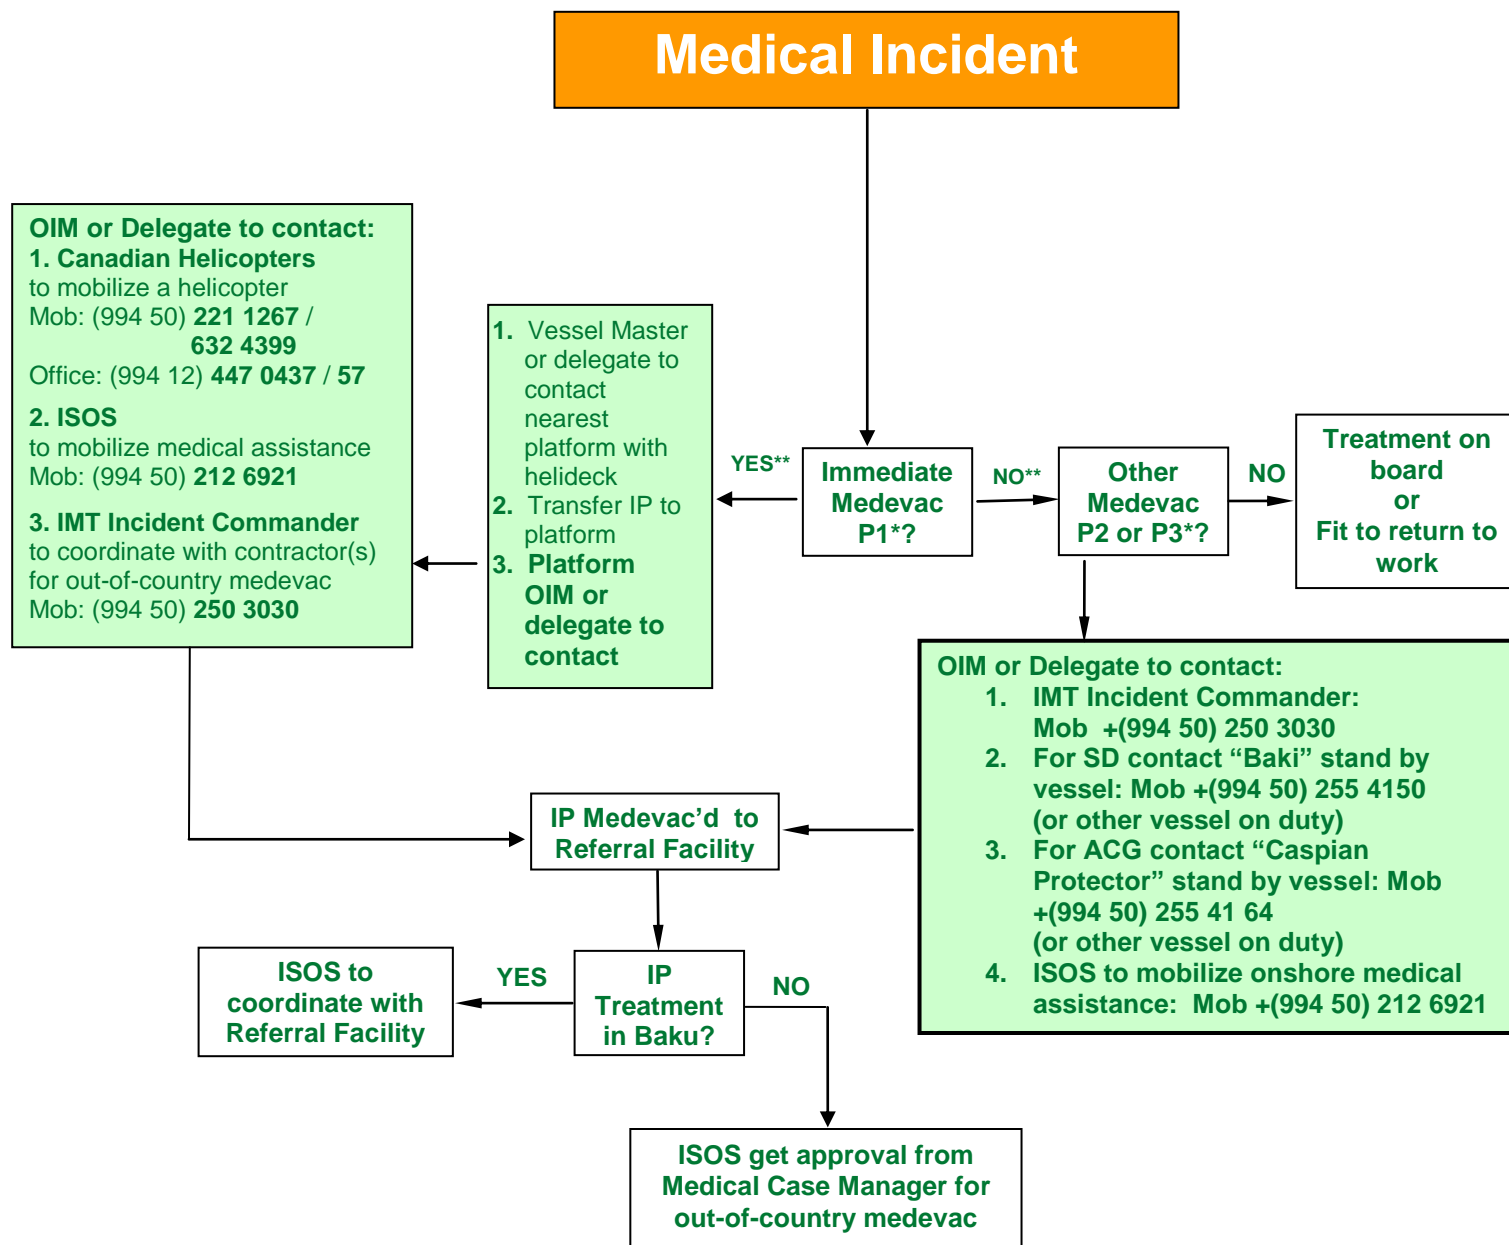 Medical Incident
OIM or Delegate to contact:
1. Canadian Helicopters
to mobilize a helicopter
Mob: (994 50) 221 1267 /
632 4399
Office: (994 12) 447 0437 / 57
2. ISOS
to mobilize medical assistance
Mob: (994 50) 212 6921
3. IMT Incident Commander
to coordinate with contractor(s)
for out-of-country medevac
Mob: (994 50) 250 3030
1. Vessel Master
or delegate to
contact
nearest
platform with
helideck
2. Transfer IP to
platform
3. Platform
OIM or
delegate to
contact
YES**
Immediate
Medevac
P1*?
NO**
Other
Medevac
P2 or P3*?
NO
Treatment on
board
or
Fit to return to
work
OIM or Delegate to contact:
1. IMT Incident Commander:
Mob +(994 50) 250 3030
2. For SD contact “Baki” stand by
vessel: Mob +(994 50) 255 4150
(or other vessel on duty)
3. For ACG contact “Caspian
Protector” stand by vessel: Mob
+(994 50) 255 41 64
(or other vessel on duty)
4. ISOS to mobilize onshore medical
assistance: Mob +(994 50) 212 6921
IP Medevac’d to
Referral Facility
IP
Treatment
in Baku?
YES
ISOS to
coordinate with
Referral Facility
NO
ISOS get approval from
Medical Case Manager for
out-of-country medevac